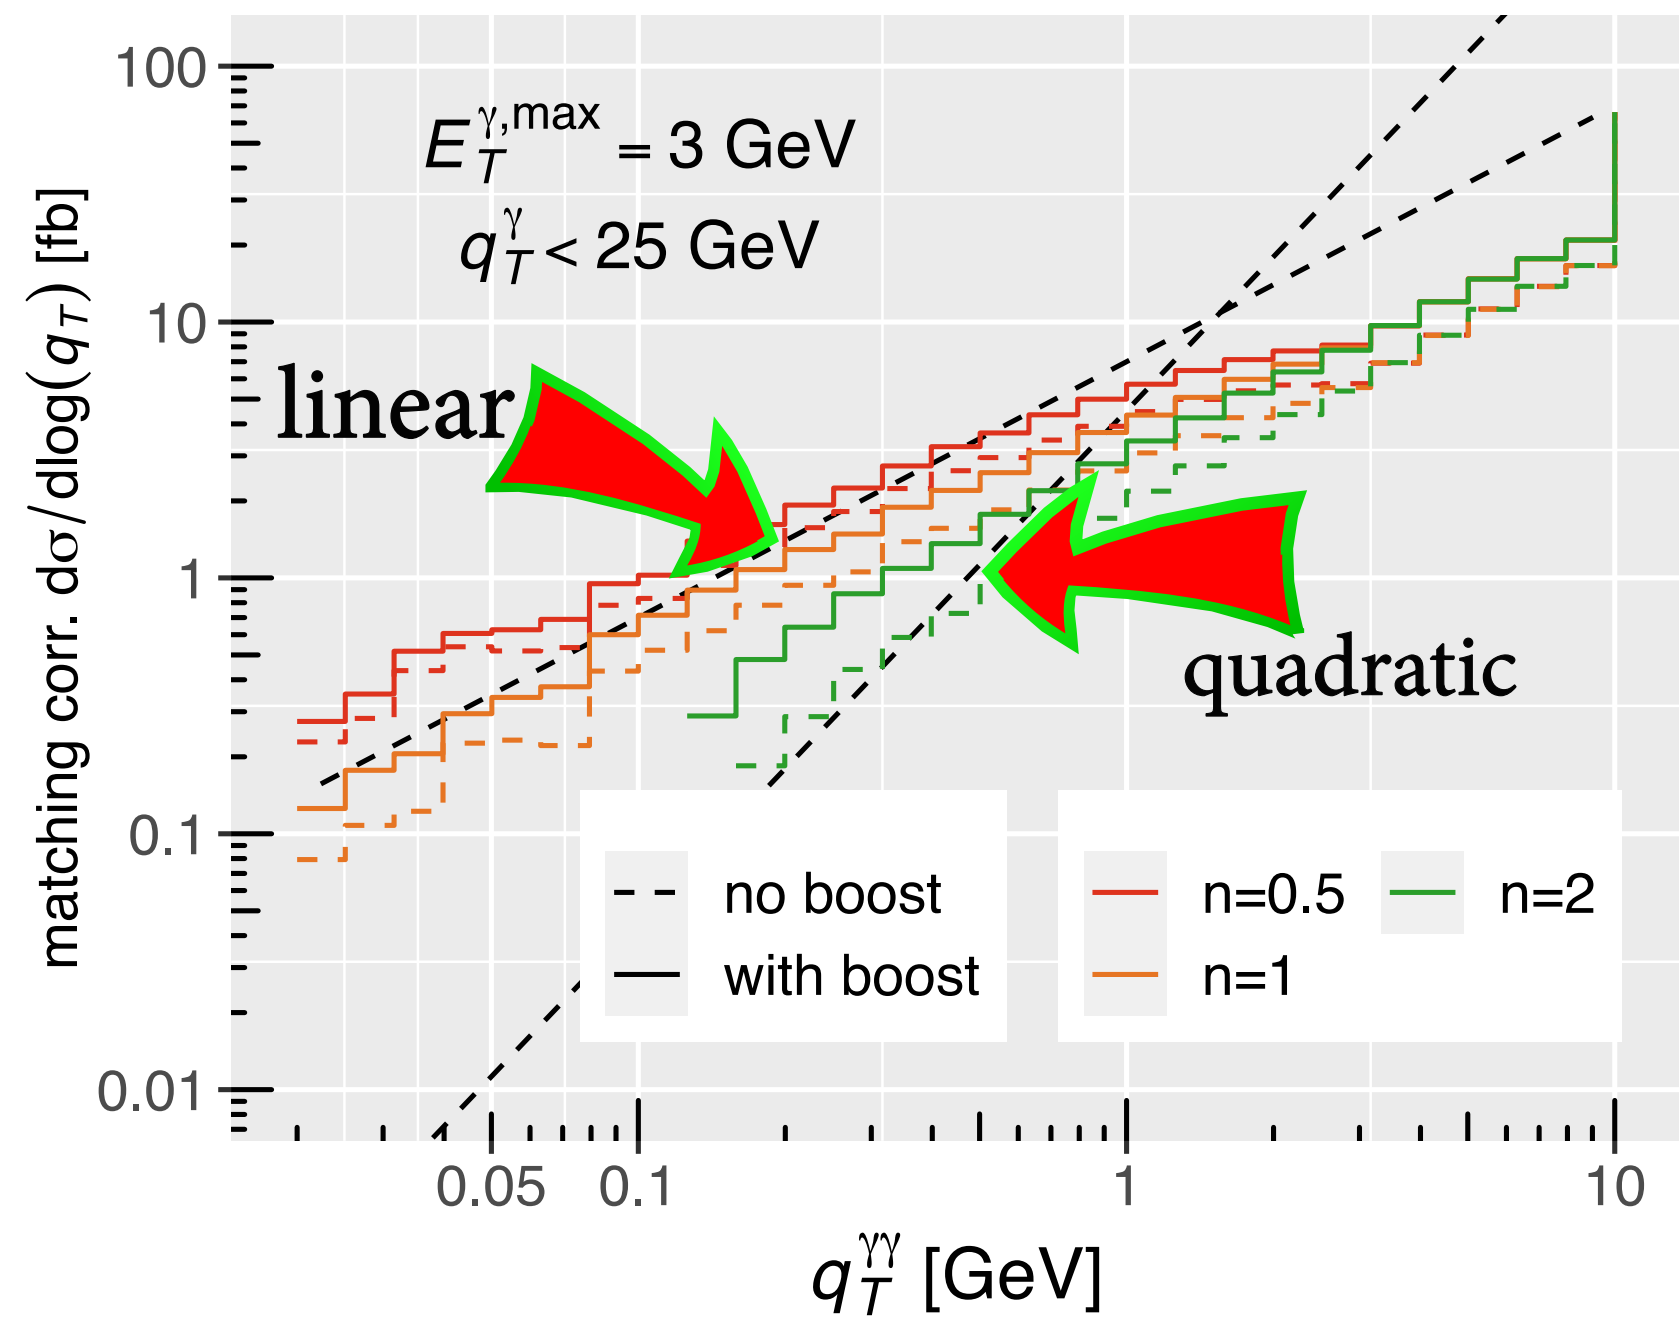 100
10
1
0.1
0.01
matching corr. dσ/dlog(q_T) [fb]
E_T^{γ,max} = 3 GeV
q_T^γ < 25 GeV
linear
quadratic
no boost
with boost
n=0.5
n=2
n=1
0.05 0.1 1 10
q_T^{γγ} [GeV]